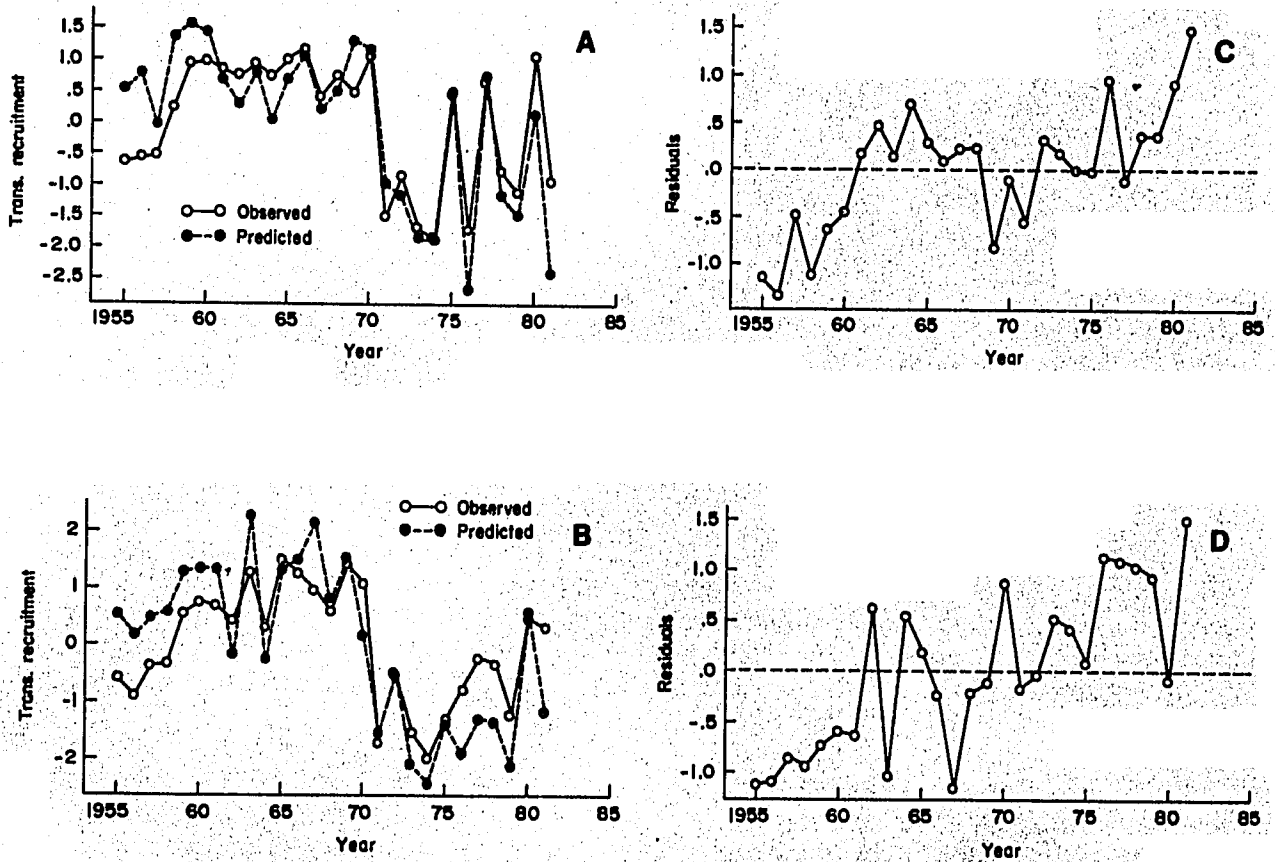 A
Trans. recruitment
1.5
1.0
.5
.0
-.5
-1.0
-1.5
-2.0
-2.5
Observed
Predicted
1955 60 65 70 75 80 85
Year
C
Residuals
1.5
1.0
.5
.0
-.5
-1.0
1955 60 65 70 75 80 85
Year
B
Trans. recruitment
2
1
0
-1
-2
Observed
Predicted
1955 60 65 70 75 80 85
Year
D
Residuals
1.5
1.0
.5
.0
-.5
-1.0
1955 60 65 70 75 80 85
Year